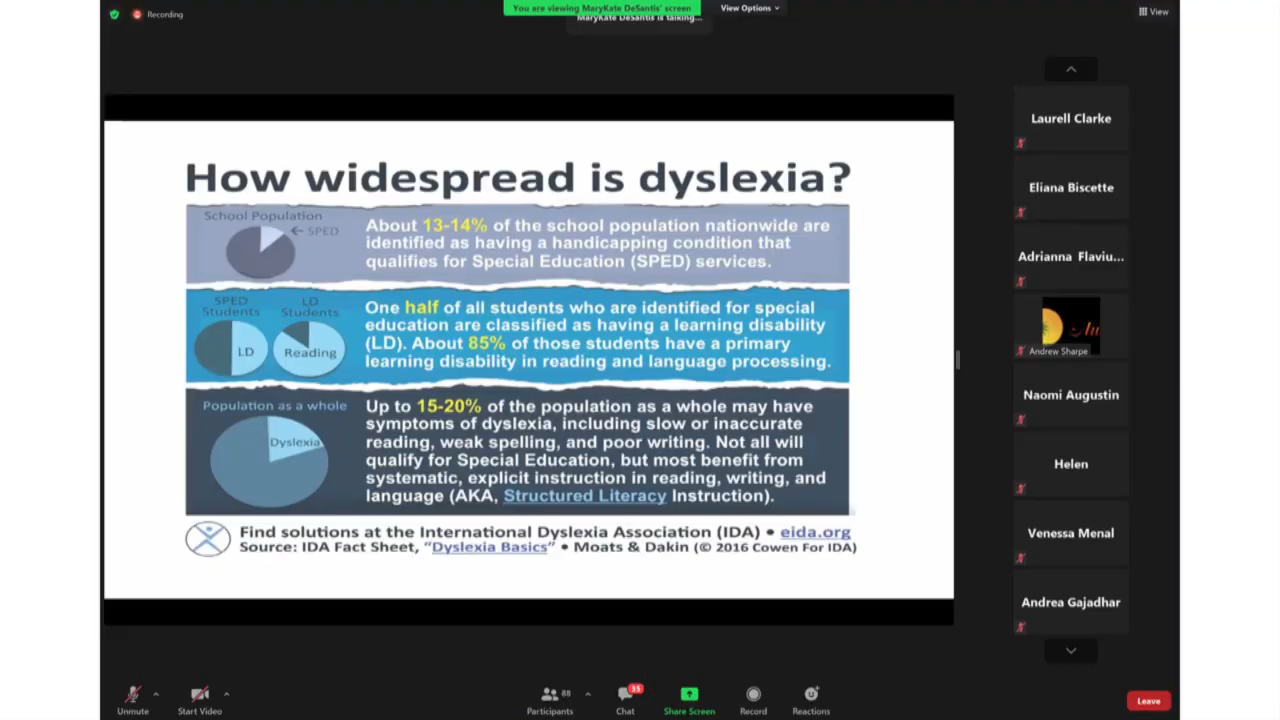 Recording
You are viewing MaryKate DeSantis' screen
View Options
MaryKate DeSantis is talking...
View
How widespread is dyslexia?
School Population
← SPED
About 13-14% of the school population nationwide are
identified as having a handicapping condition that
qualifies for Special Education (SPED) services.
SPED
Students
LD
Students
LD
Reading
One half of all students who are identified for special
education are classified as having a learning disability
(LD). About 85% of those students have a primary
learning disability in reading and language processing.
Population as a whole
Dyslexia
Up to 15-20% of the population as a whole may have
symptoms of dyslexia, including slow or inaccurate
reading, weak spelling, and poor writing. Not all will
qualify for Special Education, but most benefit from
systematic, explicit instruction in reading, writing, and
language (AKA, Structured Literacy Instruction).
Find solutions at the International Dyslexia Association (IDA) • eida.org
Source: IDA Fact Sheet, “Dyslexia Basics” • Moats & Dakin (© 2016 Cowen For IDA)
Laurell Clarke
Eliana Biscette
Adrianna Flaviu...
Au
Andrew Sharpe
Naomi Augustin
Helen
Venessa Menal
Andrea Gajadhar
Unmute
Start Video
88
Participants
35
Chat
Share Screen
Record
Reactions
Leave